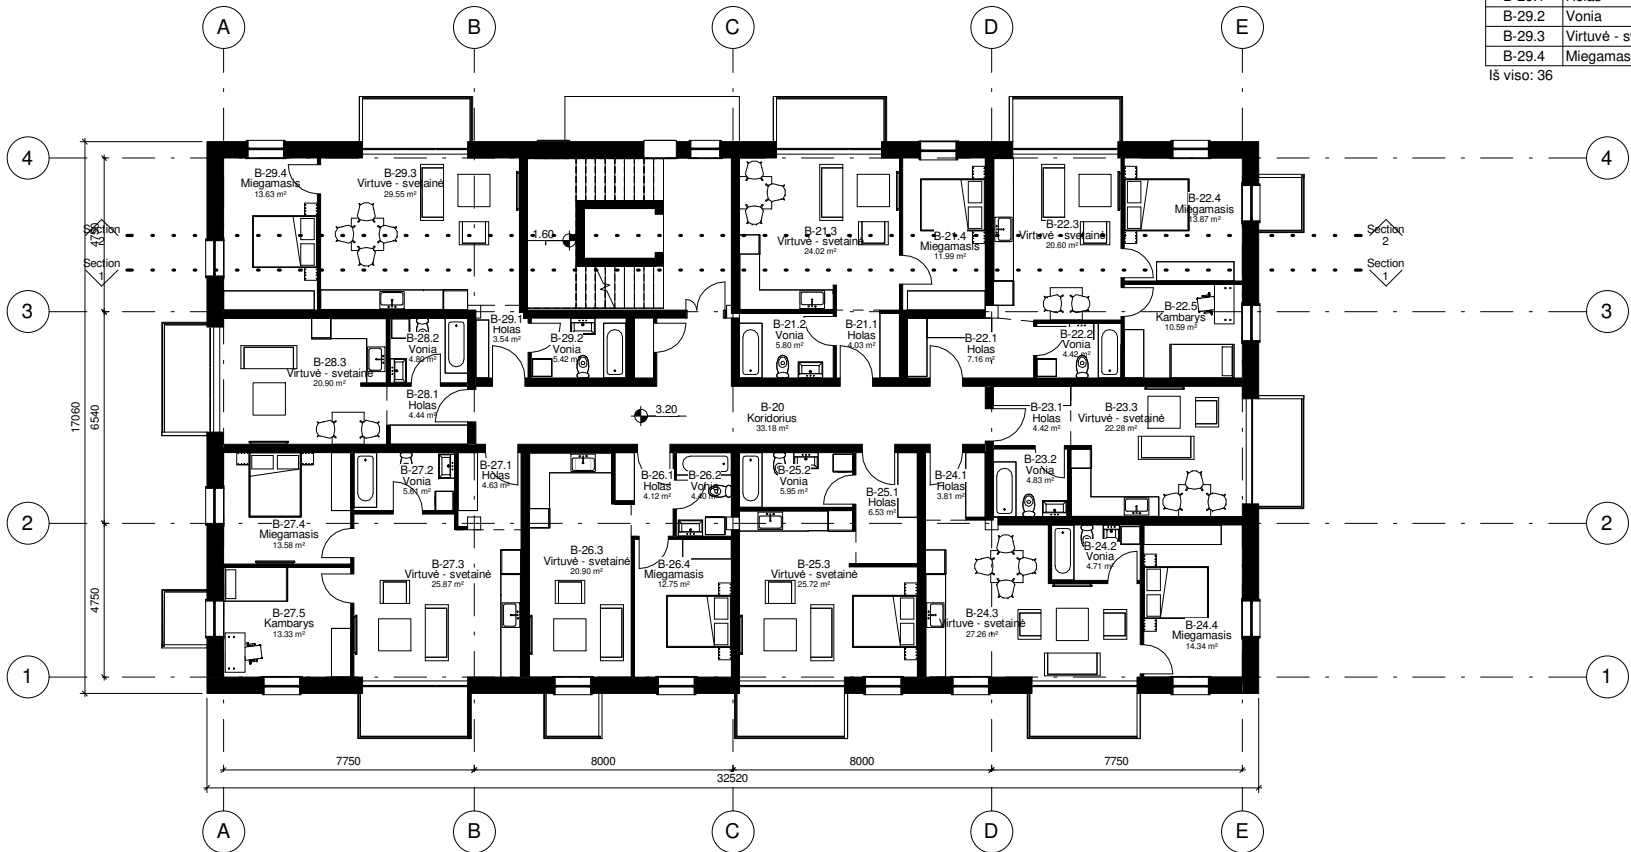 A
B
C
D
E
B-29.2 Vonia
B-29.3 Virtuvė - s
B-29.4 Miegamas
Iš viso: 36
4
4
B-29.4
Miegamasis
13.63 m²
B-29.3
Virtuvė - svetainė
29.55 m²
B-21.3
Virtuvė - svetainė
24.02 m²
B-21.4
Miegamasis
11.99 m²
B-22.3
Virtuvė - svetainė
20.60 m²
B-22.4
Miegamasis
13.87 m²
Section
2
Section
1
4750
1.60
Section
2
Section
1
3
3
B-22.5
Kambarys
10.59 m²
B-29.1
Holas
3.54 m²
B-29.2
Vonia
5.42 m²
B-21.2
Vonia
5.80 m²
B-21.1
Holas
4.03 m²
B-22.1
Holas
7.16 m²
B-22.2
Vonia
4.42 m²
B-28.2
Vonia
4.80 m²
B-28.3
Virtuvė - svetainė
20.90 m²
B-28.1
Holas
4.44 m²
3.20
B-20
Koridorius
33.18 m²
B-23.1
Holas
4.42 m²
B-23.3
Virtuvė - svetainė
22.28 m²
17060
6540
B-27.2
Vonia
5.61 m²
B-27.1
Holas
4.63 m²
B-26.1
Holas
4.12 m²
B-26.2
Vonia
4.40 m²
B-25.2
Vonia
5.95 m²
B-25.1
Holas
6.53 m²
B-24.1
Holas
3.81 m²
B-23.2
Vonia
4.83 m²
2
2
B-27.4
Miegamasis
13.58 m²
B-27.3
Virtuvė - svetainė
25.87 m²
B-26.3
Virtuvė - svetainė
20.90 m²
B-26.4
Miegamasis
12.75 m²
B-25.3
Virtuvė - svetainė
25.72 m²
B-24.2
Vonia
4.71 m²
4750
B-27.5
Kambarys
13.33 m²
B-24.3
Virtuvė - svetainė
27.26 m²
B-24.4
Miegamasis
14.34 m²
1
1
7750
8000
8000
7750
32520
A
B
C
D
E